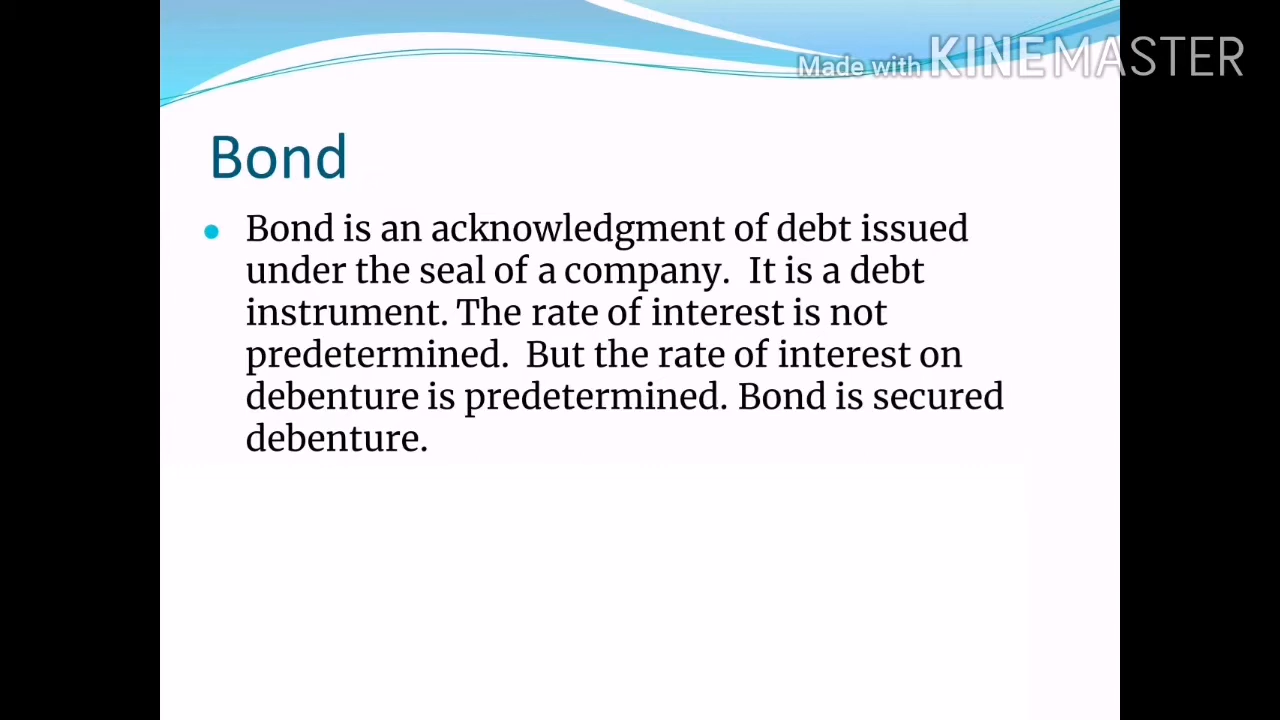 Made with KINEMASTER
Bond
• Bond is an acknowledgment of debt issued
under the seal of a company.  It is a debt
instrument. The rate of interest is not
predetermined.  But the rate of interest on
debenture is predetermined. Bond is secured
debenture.